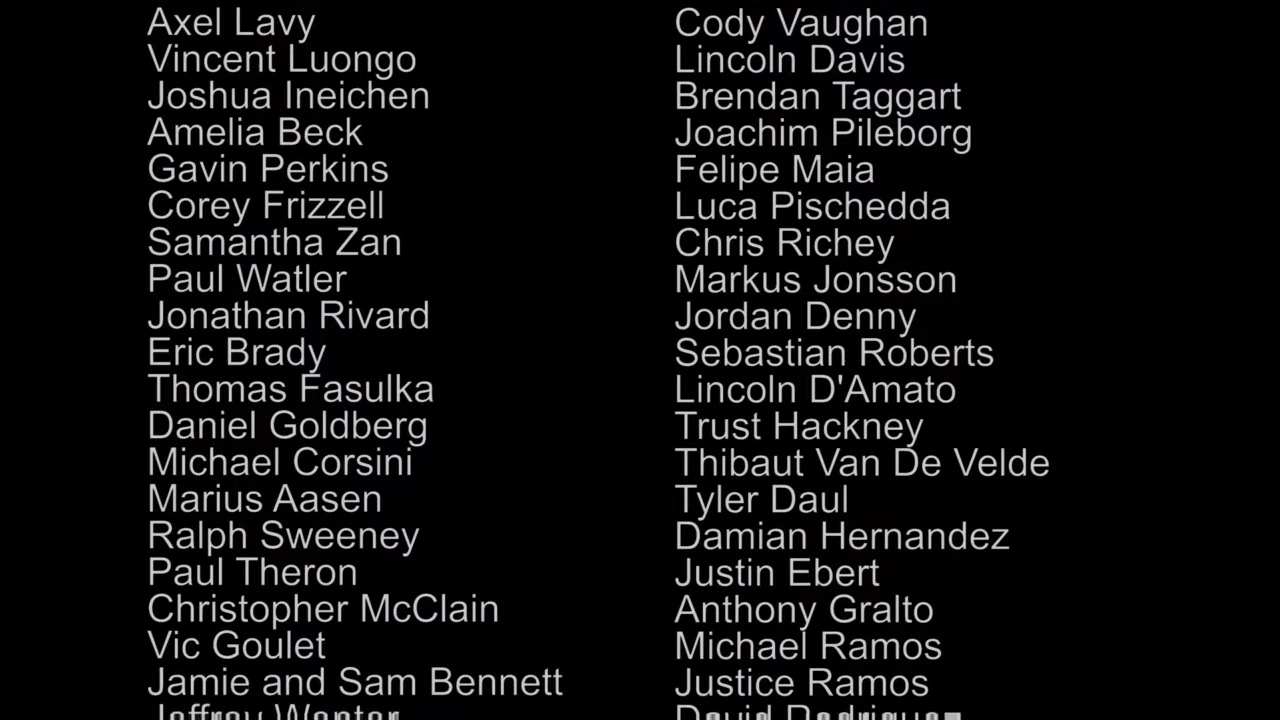 Axel Lavy
Vincent Luongo
Joshua Ineichen
Amelia Beck
Gavin Perkins
Corey Frizzell
Samantha Zan
Paul Watler
Jonathan Rivard
Eric Brady
Thomas Fasulka
Daniel Goldberg
Michael Corsini
Marius Aasen
Ralph Sweeney
Paul Theron
Christopher McClain
Vic Goulet
Jamie and Sam Bennett
Jeffrey
Cody Vaughan
Lincoln Davis
Brendan Taggart
Joachim Pileborg
Felipe Maia
Luca Pischedda
Chris Richey
Markus Jonsson
Jordan Denny
Sebastian Roberts
Lincoln D'Amato
Trust Hackney
Thibaut Van De Velde
Tyler Daul
Damian Hernandez
Justin Ebert
Anthony Gralto
Michael Ramos
Justice Ramos
David Rodriguez